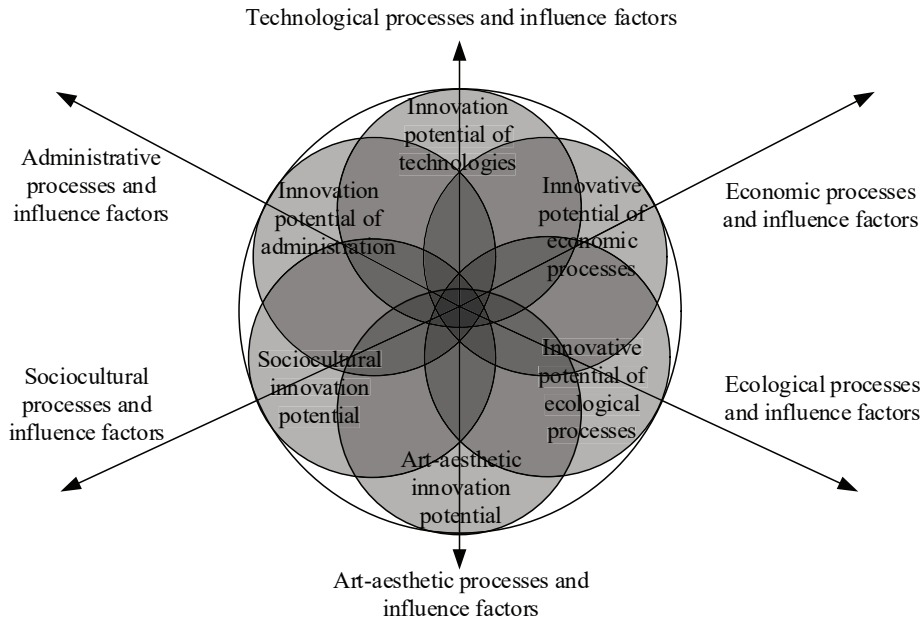 Technological processes and influence factors
Innovation
potential of
technologies
Administrative
processes and
influence factors
Innovation
potential of
administration
Innovative
potential of
economic
processes
Economic processes
and influence factors
Sociocultural
processes and
influence factors
Sociocultural
innovation
potential
Innovative
potential of
ecological
processes
Ecological processes
and influence factors
Art-aesthetic
innovation
potential
Art-aesthetic processes and
influence factors